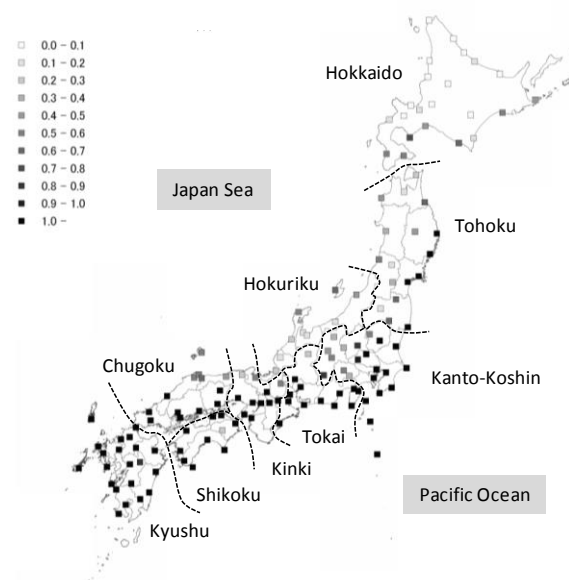 0.0 – 0.1
0.1 – 0.2
0.2 – 0.3
0.3 – 0.4
0.4 – 0.5
0.5 – 0.6
0.6 – 0.7
0.7 – 0.8
0.8 – 0.9
0.9 – 1.0
1.0 –
Hokkaido
Japan Sea
Tohoku
Hokuriku
Chugoku
Kanto-Koshin
Tokai
Kinki
Shikoku
Pacific Ocean
Kyushu